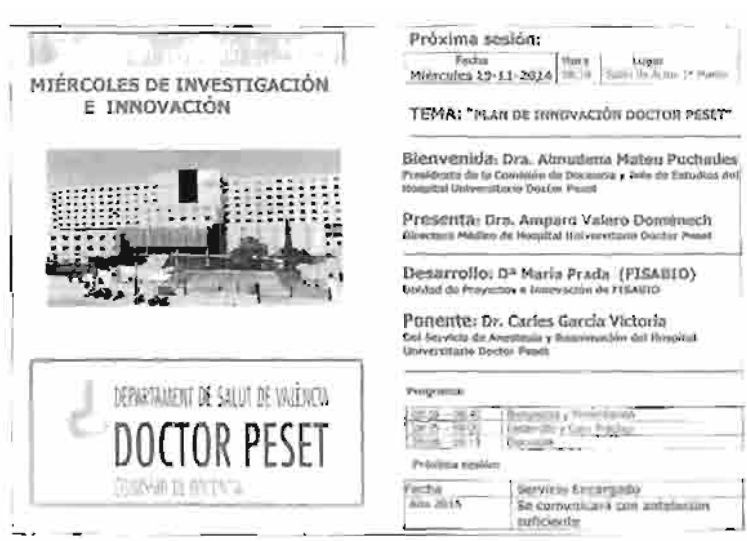 MIÉRCOLES DE INVESTIGACIÓN
E INNOVACIÓN
DEPARTAMENT DE SALUT DE VALÈNCIA
DOCTOR PESET
Próxima sesión:
Fecha Hora Lugar
Miércoles 19-11-2014
TEMA: "PLAN DE INNOVACIÓN DOCTOR PESET"
Bienvenida: Dra. Almudena Mateu Puchades
Presidenta de la Comisión de Docencia y Jefe de Estudios del
Hospital Universitario Doctor Peset
Presenta: Dra. Amparo Valero Doménech
Directora Médico de Hospital Universitario Doctor Peset
Desarrollo: Dª María Prada (FISABIO)
Unidad de Proyectos e Innovación de FISABIO
Ponente: Dr. Carles García Victoria
Del Servicio de Anestesia y Reanimación del Hospital
Universitario Doctor Peset
Programa:
Próxima sesión
Fecha Servicio Encargado
Año 2015 Se comunicará con antelación
suficiente